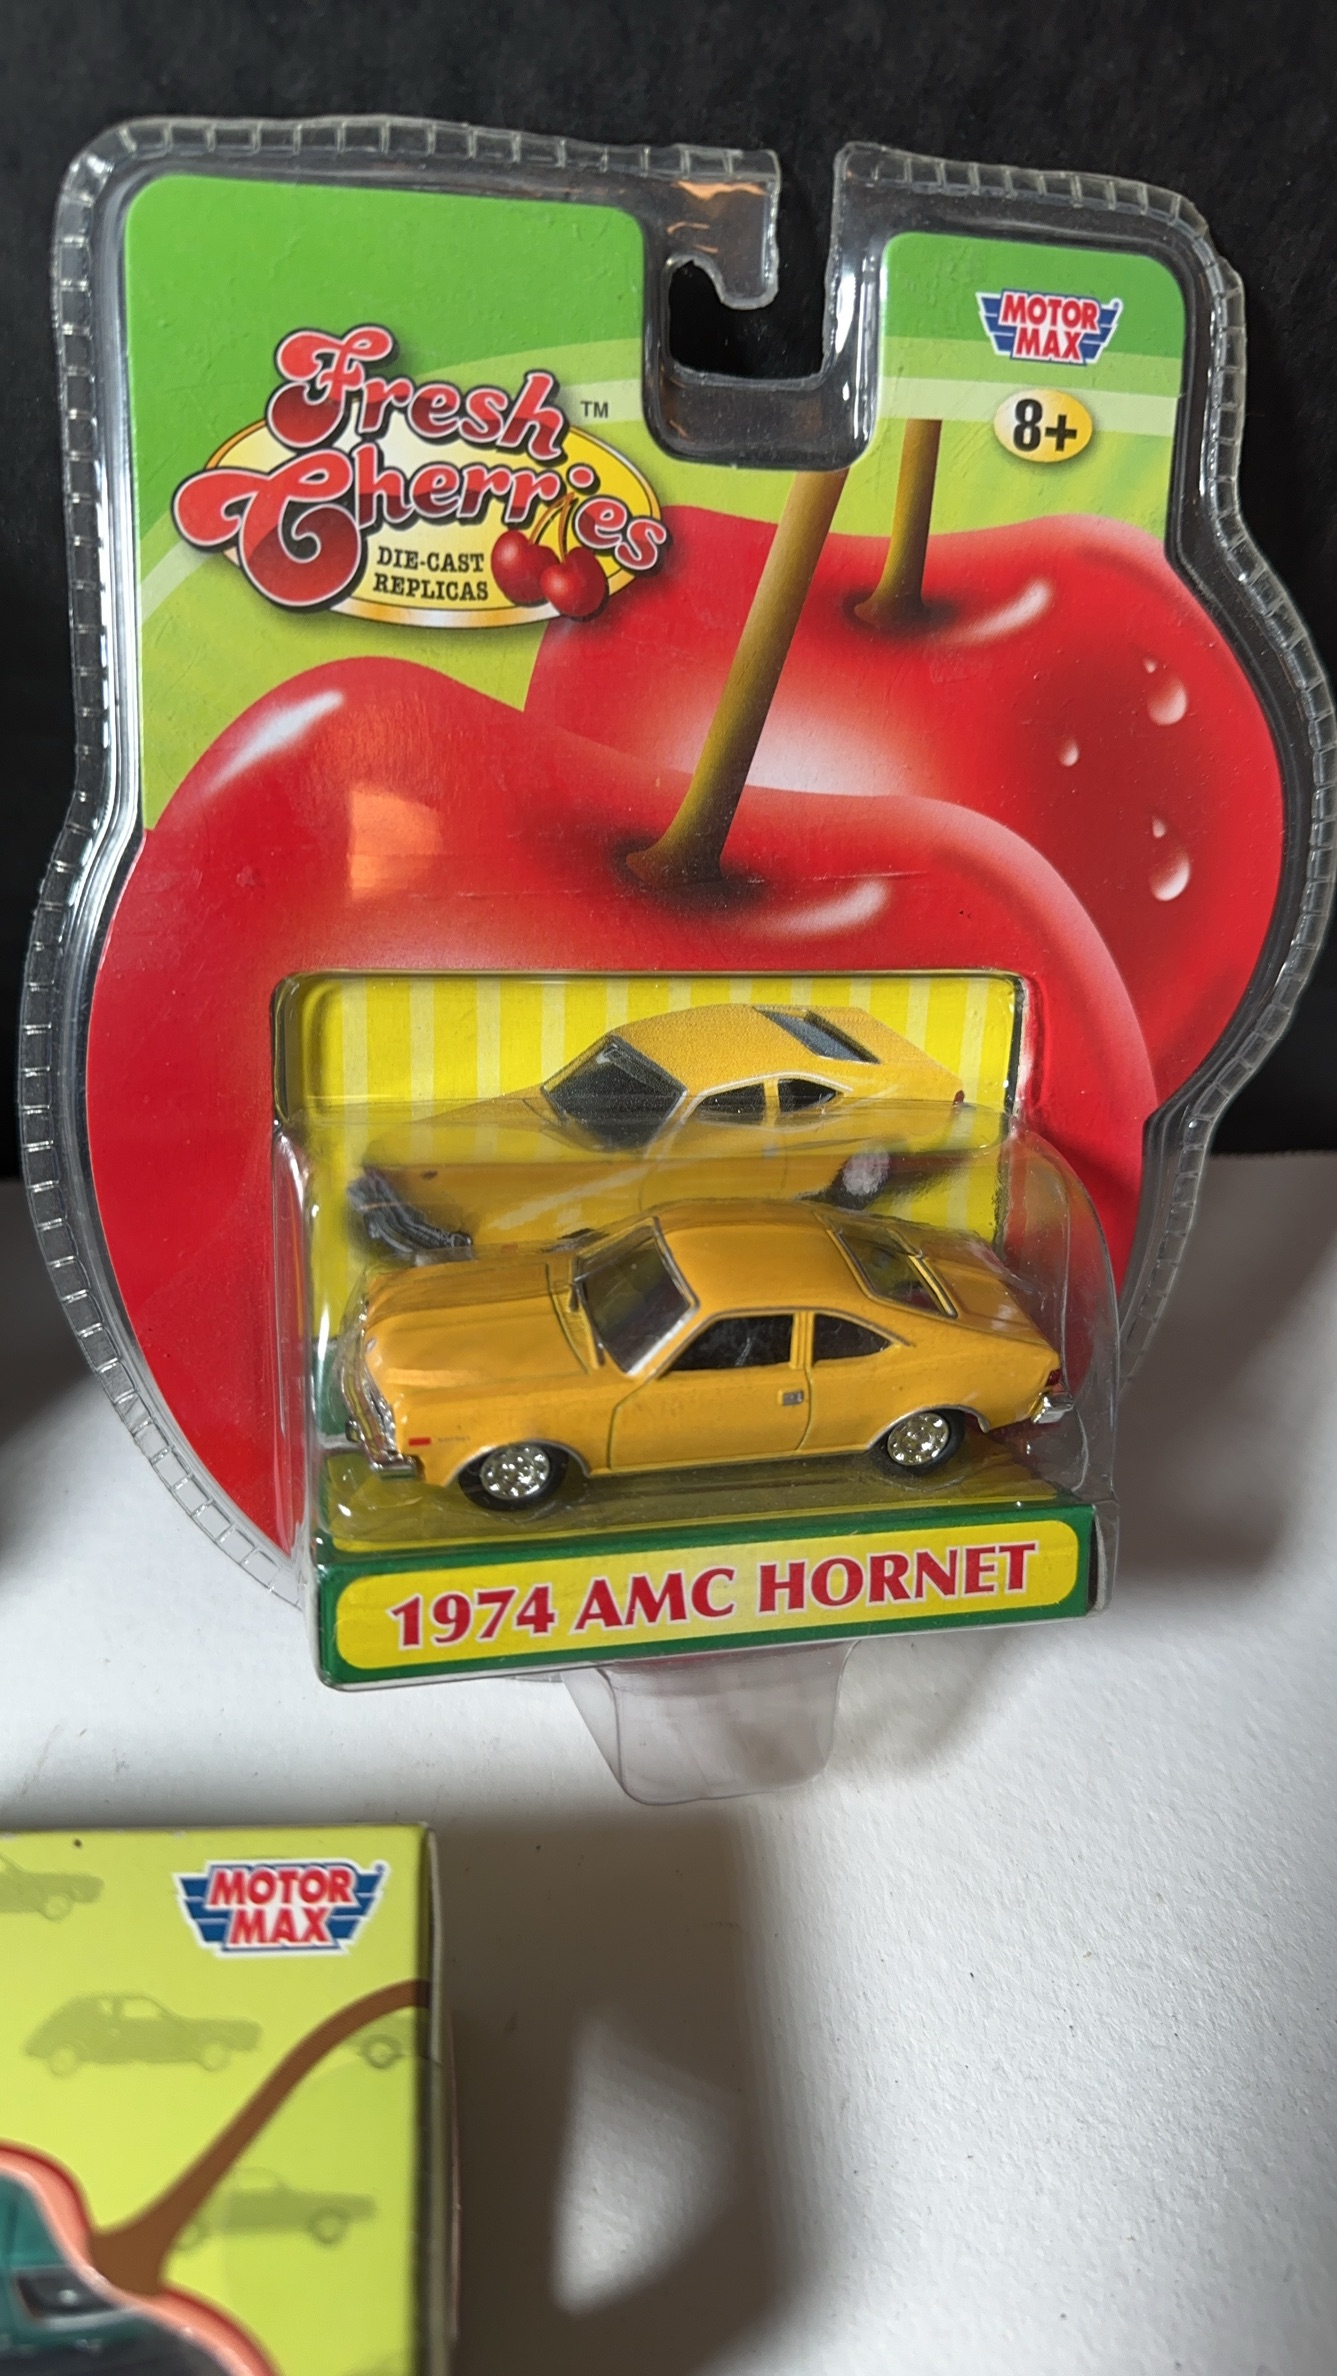 Fresh
Cherries
TM
DIE-CAST
REPLICAS
MOTOR
MAX
8+
1974 AMC HORNET
MOTOR
MAX